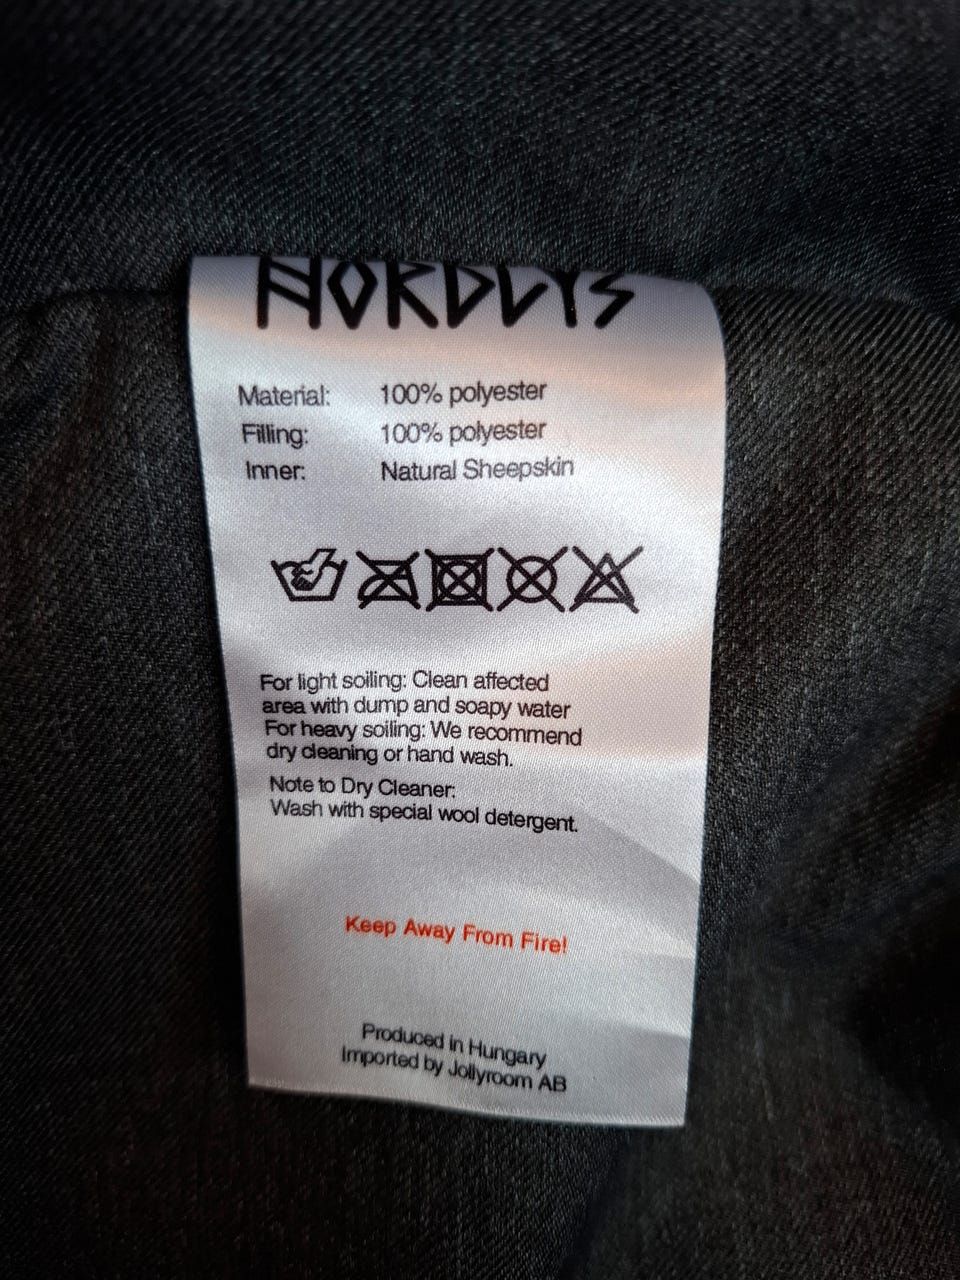 NORDLYS
Material: 100% polyester
Filling: 100% polyester
Inner: Natural Sheepskin
For light soiling: Clean affected
area with dump and soapy water
For heavy soiling: We recommend
dry cleaning or hand wash.
Note to Dry Cleaner:
Wash with special wool detergent.
Keep Away From Fire!
Produced in Hungary
Imported by Jollyroom AB